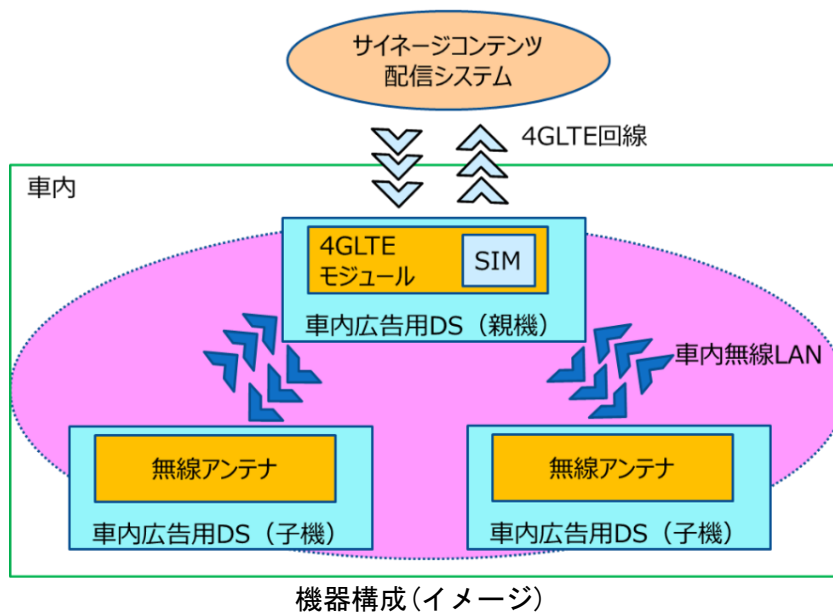 サイネージコンテンツ
配信システム
4GLTE回線
車内
4GLTE
モジュール
SIM
車内広告用DS（親機）
車内無線LAN
無線アンテナ
車内広告用DS（子機）
無線アンテナ
車内広告用DS（子機）
機器構成(イメージ)